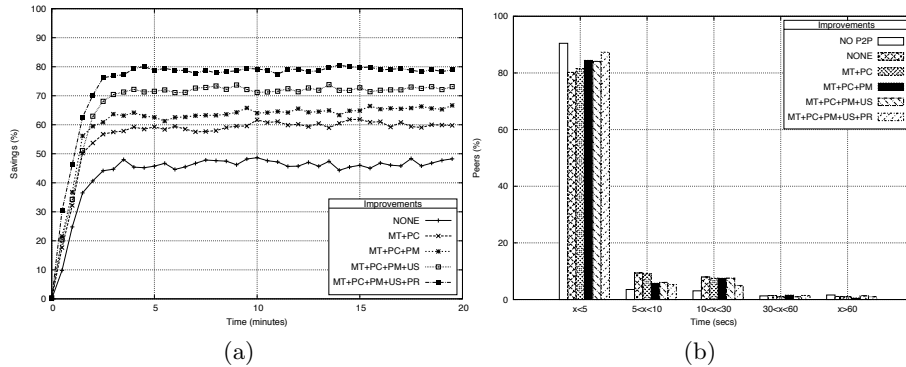 100
90
80
70
60
50
40
30
20
10
0
Savings (%)
0
5
10
15
20
Time (minutes)
Improvements
NONE
MT+PC
MT+PC+PM
MT+PC+PM+US
MT+PC+PM+US+PR
(a)
100
80
60
40
20
0
Peers (%)
x<5
5<x<10
10<x<30
30<x<60
x>60
Time (secs)
Improvements
NO P2P
NONE
MT+PC
MT+PC+PM
MT+PC+PM+US
MT+PC+PM+US+PR
(b)